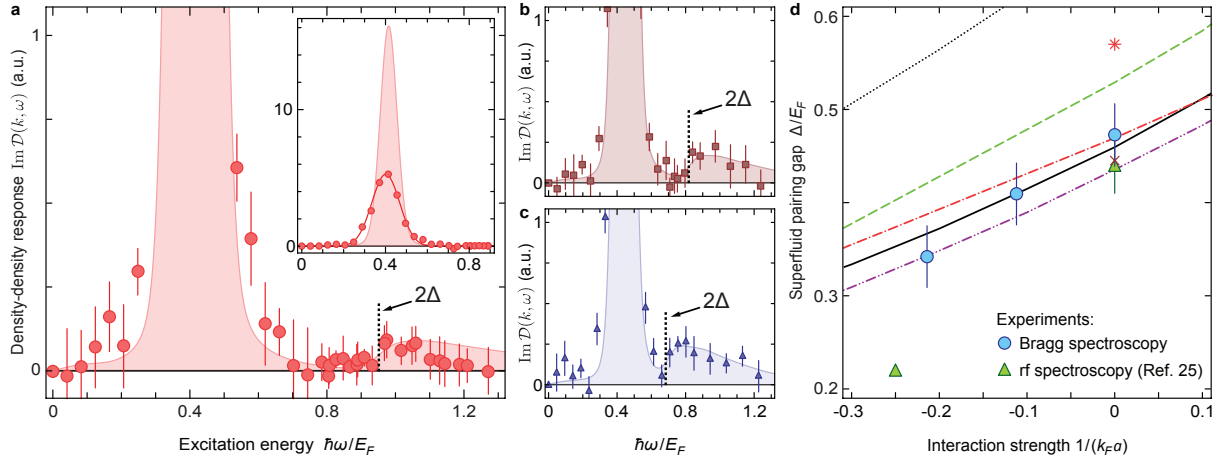 a
Density-density response Im 𝒟(k, ω) (a.u.)
1
0
0 0.4 0.8 1.2
Excitation energy ħω/E_F
2Δ
10
0
0 0.4 0.8
b
Im 𝒟(k, ω) (a.u.)
1
0
2Δ
c
Im 𝒟(k, ω) (a.u.)
1
0
2Δ
0 0.4 0.8 1.2
ħω/E_F
d
Superfluid pairing gap Δ/E_F
0.6
0.5
0.3
0.2
-0.3 -0.2 -0.1 0 0.1
Interaction strength 1/(k_F a)
Experiments:
Bragg spectroscopy
rf spectroscopy (Ref. 25)